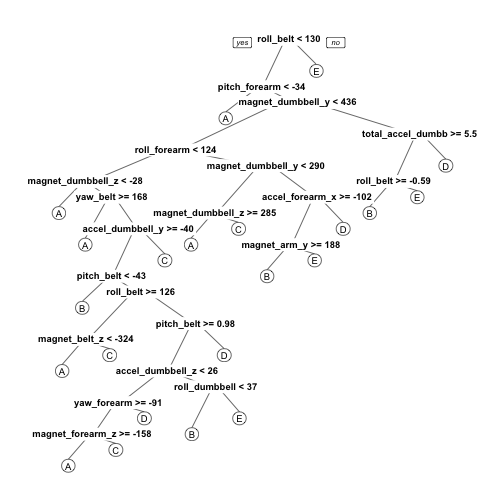 yes roll_belt < 130 no
E
pitch_forearm < -34
A
magnet_dumbbell_y < 436
total_accel_dumbb >= 5.5
roll_forearm < 124
D
magnet_dumbbell_y < 290
magnet_dumbbell_z < -28
roll_belt >= -0.59
yaw_belt >= 168
accel_forearm_x >= -102
E
A
magnet_dumbbell_z >= 285
B
accel_dumbbell_y >= -40
C
D
A
A
magnet_arm_y >= 188
C
E
pitch_belt < -43
B
roll_belt >= 126
B
pitch_belt >= 0.98
magnet_belt_z < -324
C
D
A
accel_dumbbell_z < 26
roll_dumbbell < 37
yaw_forearm >= -91
D
E
magnet_forearm_z >= -158
B
C
A